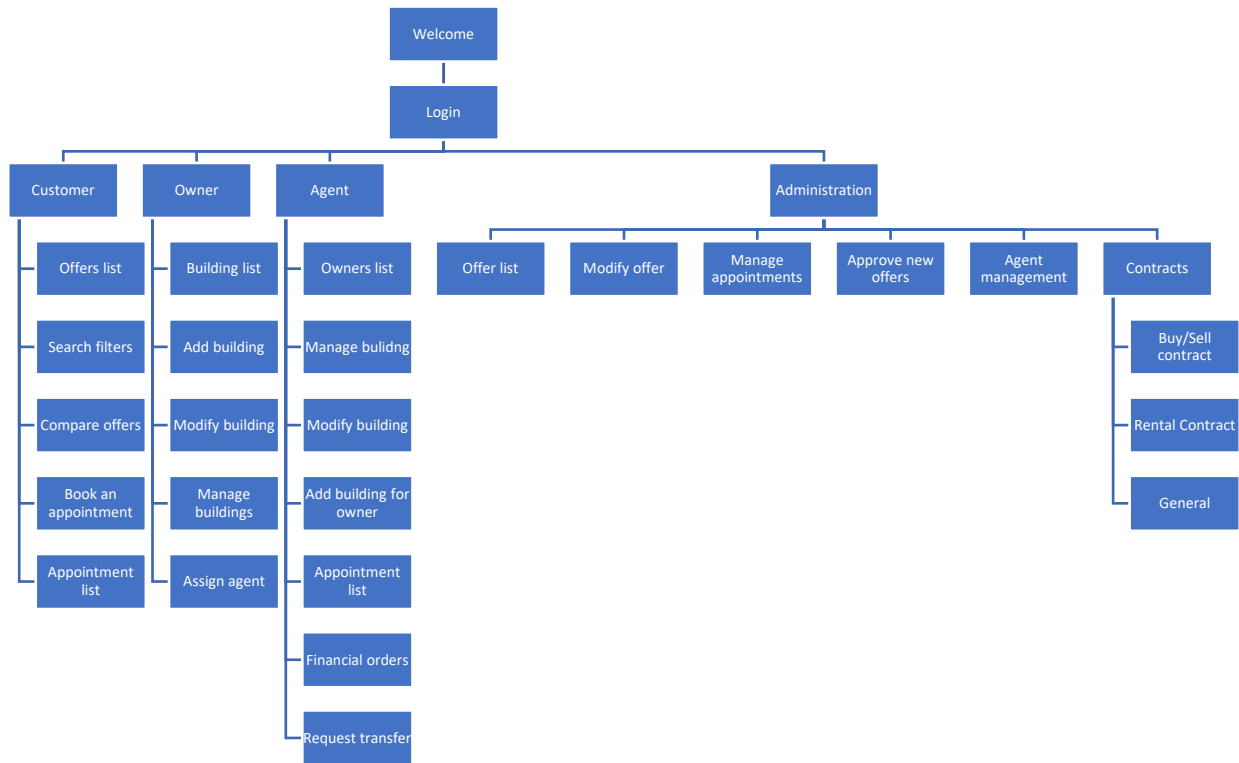 Welcome
Login
Customer
Owner
Agent
Administration
Offers list
Building list
Owners list
Offer list
Modify offer
Manage
appointments
Approve new
offers
Agent
management
Contracts
Search filters
Add building
Manage bulidng
Buy/Sell
contract
Compare offers
Modify building
Modify building
Rental Contract
Book an
appointment
Manage
buildings
Add building for
owner
General
Appointment
list
Assign agent
Appointment
list
Financial orders
Request transfer